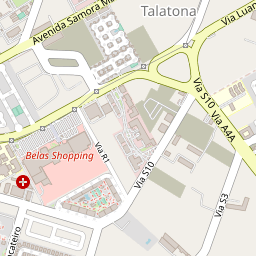 Talatona
Avenida Samora Ma
Via Luan
Via S10
Via A4A
Belas Shopping
Via R1
Via S10
Via S3
cateiro